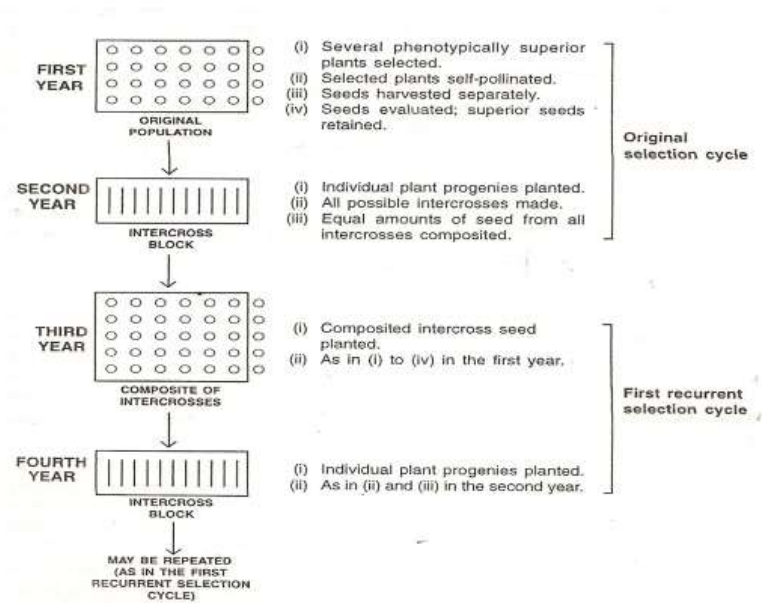 FIRST
YEAR
ORIGINAL
POPULATION
(i) Several phenotypically superior
plants selected.
(ii) Selected plants self-pollinated.
(iii) Seeds harvested separately.
(iv) Seeds evaluated; superior seeds
retained.
Original
selection cycle
SECOND
YEAR
INTERCROSS
BLOCK
(i) Individual plant progenies planted.
(ii) All possible intercrosses made.
(iii) Equal amounts of seed from all
intercrosses composited.
THIRD
YEAR
COMPOSITE OF
INTERCROSSES
(i) Composited intercross seed
planted.
(ii) As in (i) to (iv) in the first year.
First recurrent
selection cycle
FOURTH
YEAR
INTERCROSS
BLOCK
(i) Individual plant progenies planted.
(ii) As in (ii) and (iii) in the second year.
MAY BE REPEATED
(AS IN THE FIRST
RECURRENT SELECTION
CYCLE)